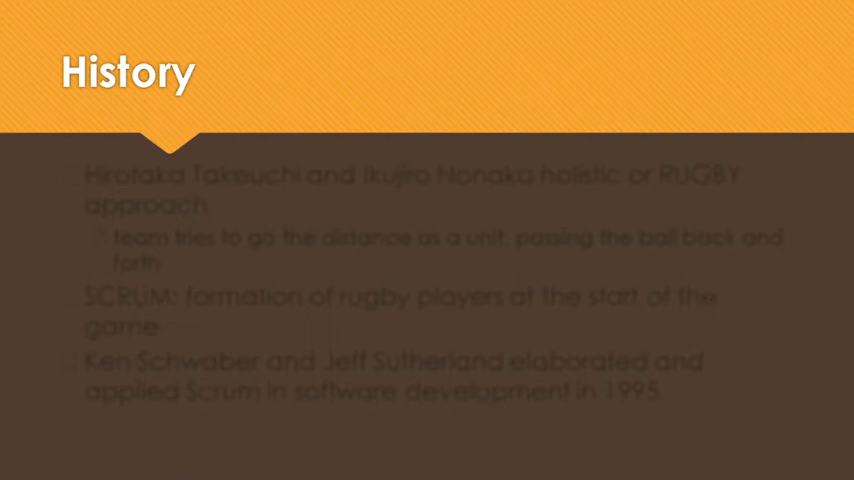 History
Hirotaka Takeuchi and Ikujiro Nonaka holistic or RUGBY
approach
team tries to go the distance as a unit, passing the ball back and
forth
SCRUM: formation of rugby players at the start of the
game
Ken Schwaber and Jeff Sutherland elaborated and
applied Scrum in software development in 1995.